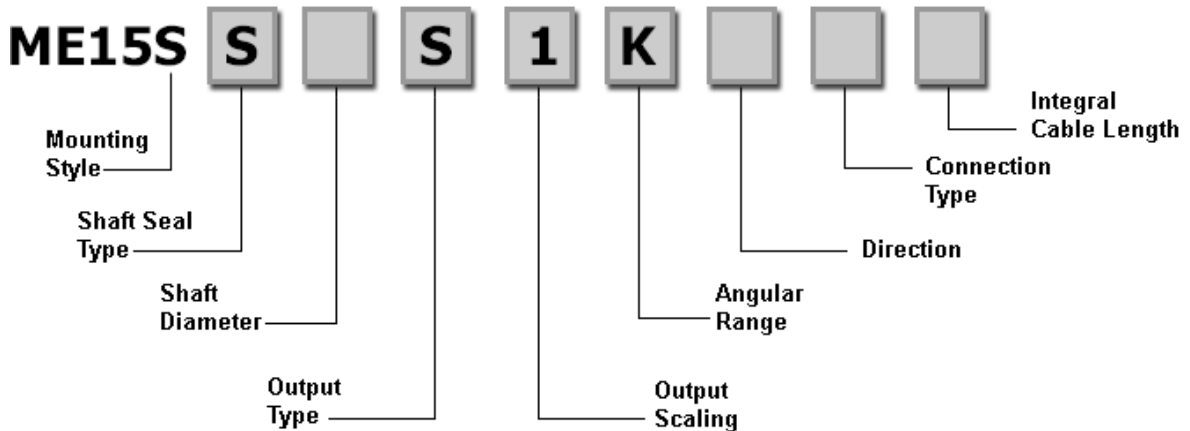 ME15S S S 1 K
Integral
Cable Length
Mounting
Style
Connection
Type
Shaft Seal
Type
Direction
Shaft
Diameter
Angular
Range
Output
Type
Output
Scaling